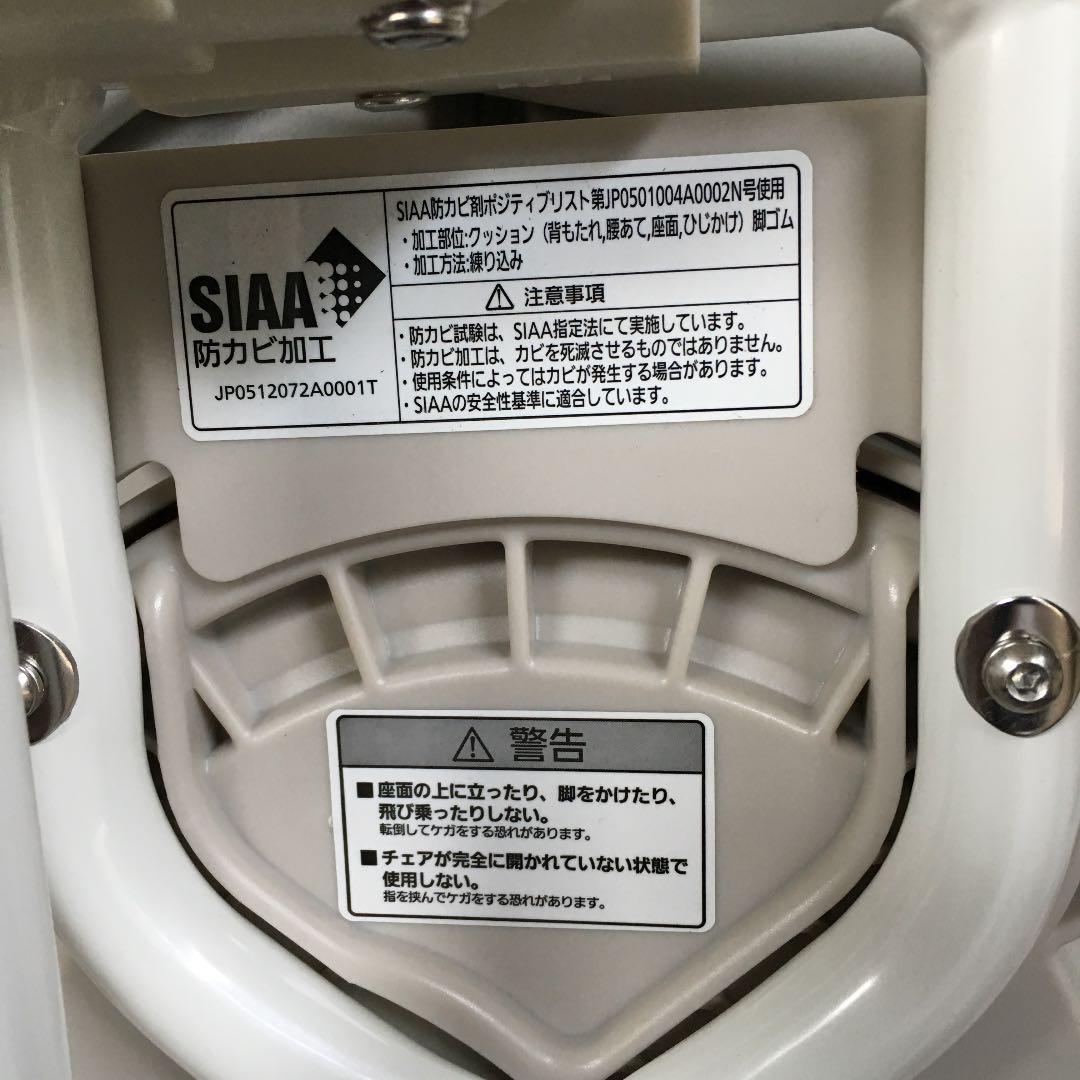 SIAA
防カビ加工
JP0512072A0001T
SIAA防カビ剤ポジティブリスト第JP0501004A0002N号使用
・加工部位:クッション（背もたれ,腰あて,座面,ひじかけ）脚ゴム
・加工方法:練り込み
⚠ 注意事項
・防カビ試験は、SIAA指定法にて実施しています。
・防カビ加工は、カビを死滅させるものではありません。
・使用条件によってはカビが発生する場合があります。
・SIAAの安全性基準に適合しています。
⚠ 警告
■座面の上に立ったり、脚をかけたり、
飛び乗ったりしない。
転倒してケガをする恐れがあります。
■チェアが完全に開かれていない状態で
使用しない。
指を挟んでケガをする恐れがあります。